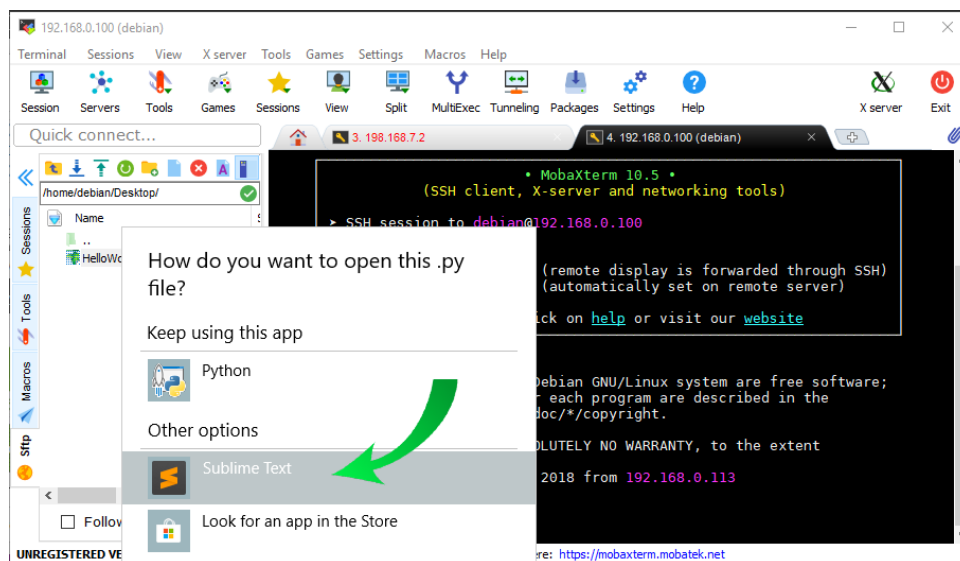 192.168.0.100 (debian)
Terminal Sessions View X server Tools Games Settings Macros Help
Session Servers Tools Games Sessions View Split MultiExec Tunneling Packages Settings Help X server Exit
Quick connect...
3. 198.168.7.2
4. 192.168.0.100 (debian)
/home/debian/Desktop/
Name
..
HelloWo
Sessions
Tools
Macros
Sftp
Follow
UNREGISTERED VE
How do you want to open this .py
file?
Keep using this app
Python
Other options
Sublime Text
Look for an app in the Store
• MobaXterm 10.5 •
(SSH client, X-server and networking tools)
➤ SSH session to debian@192.168.0.100
(remote display is forwarded through SSH)
(automatically set on remote server)
ick on help or visit our website
Debian GNU/Linux system are free software;
r each program are described in the
doc/*/copyright.
OLUTELY NO WARRANTY, to the extent
2018 from 192.168.0.113
ere: https://mobaxterm.mobatek.net